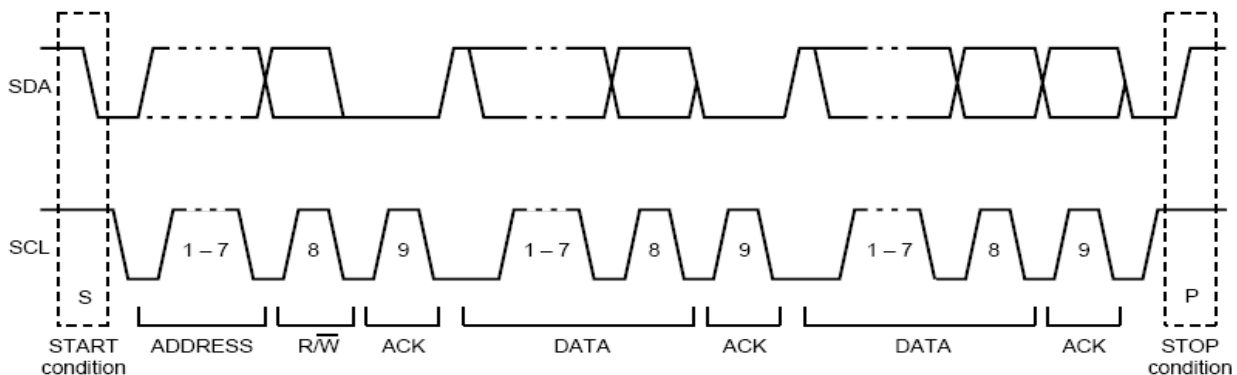 SDA
SCL
1 – 7 8 9 1 – 7 8 9 1 – 7 8 9
S P
START condition ADDRESS R/W̅ ACK DATA ACK DATA ACK STOP condition